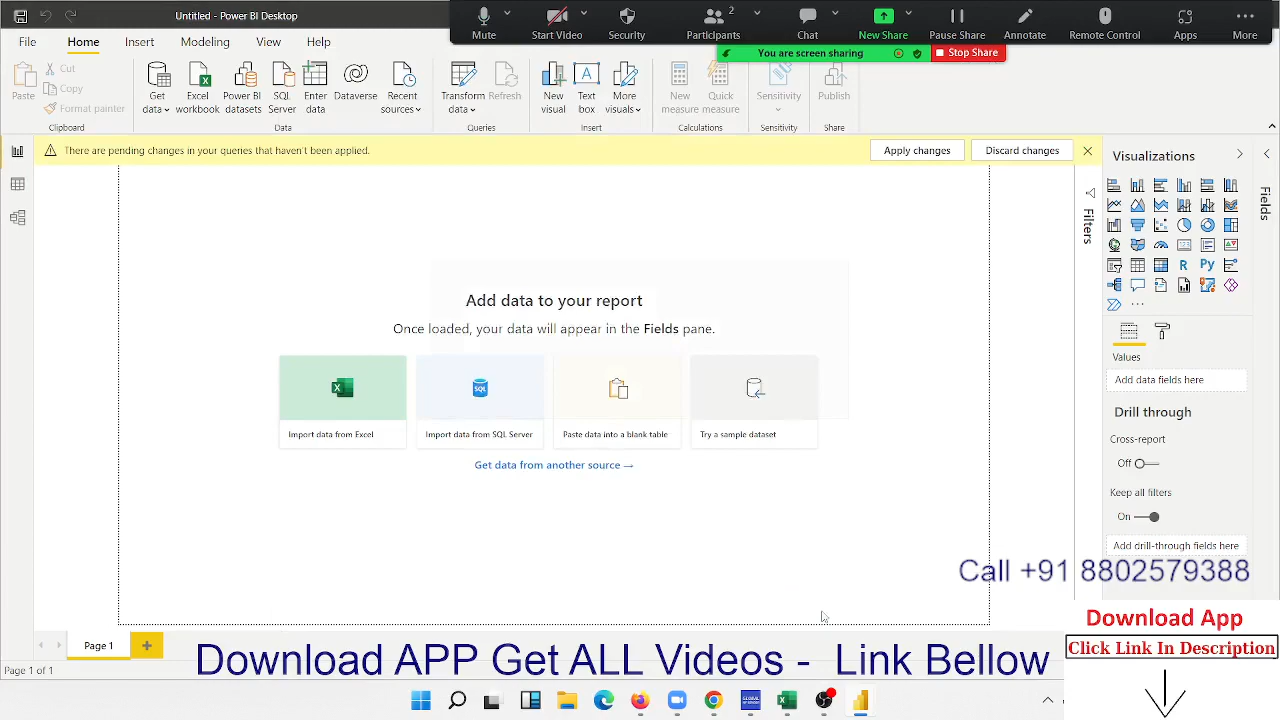 Untitled - Power BI Desktop
Mute
Start Video
Security
2
Participants
Chat
New Share
Pause Share
Annotate
Remote Control
Apps
More
You are screen sharing
Stop Share
File
Home
Insert
Modeling
View
Help
Paste
Cut
Copy
Format painter
Clipboard
Get data
Excel workbook
Power BI datasets
SQL Server
Enter data
Dataverse
Recent sources
Data
Transform data
Refresh
Queries
New visual
Text box
More visuals
Insert
New measure
Quick measure
Calculations
Sensitivity
Sensitivity
Publish
Share
There are pending changes in your queries that haven't been applied.
Apply changes
Discard changes
Visualizations
Filters
Fields
R
Py
Values
Add data fields here
Drill through
Cross-report
Off
Keep all filters
On
Add drill-through fields here
Add data to your report
Once loaded, your data will appear in the Fields pane.
SQL
Import data from Excel
Import data from SQL Server
Paste data into a blank table
Try a sample dataset
Get data from another source →
Call +91 8802579388
Download App
Click Link In Description
Page 1
Download APP Get ALL Videos - Link Bellow
Page 1 of 1